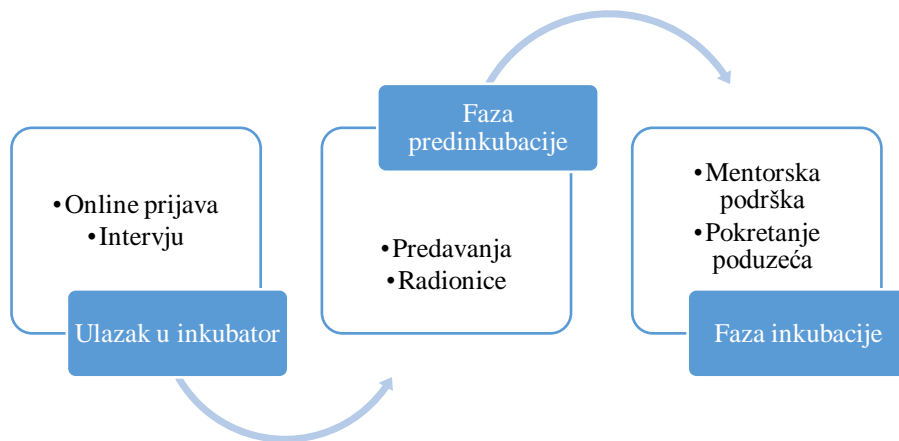 •Online prijava
•Intervju
Ulazak u inkubator
Faza
predinkubacije
•Predavanja
•Radionice
•Mentorska
podrška
•Pokretanje
poduzeća
Faza inkubacije